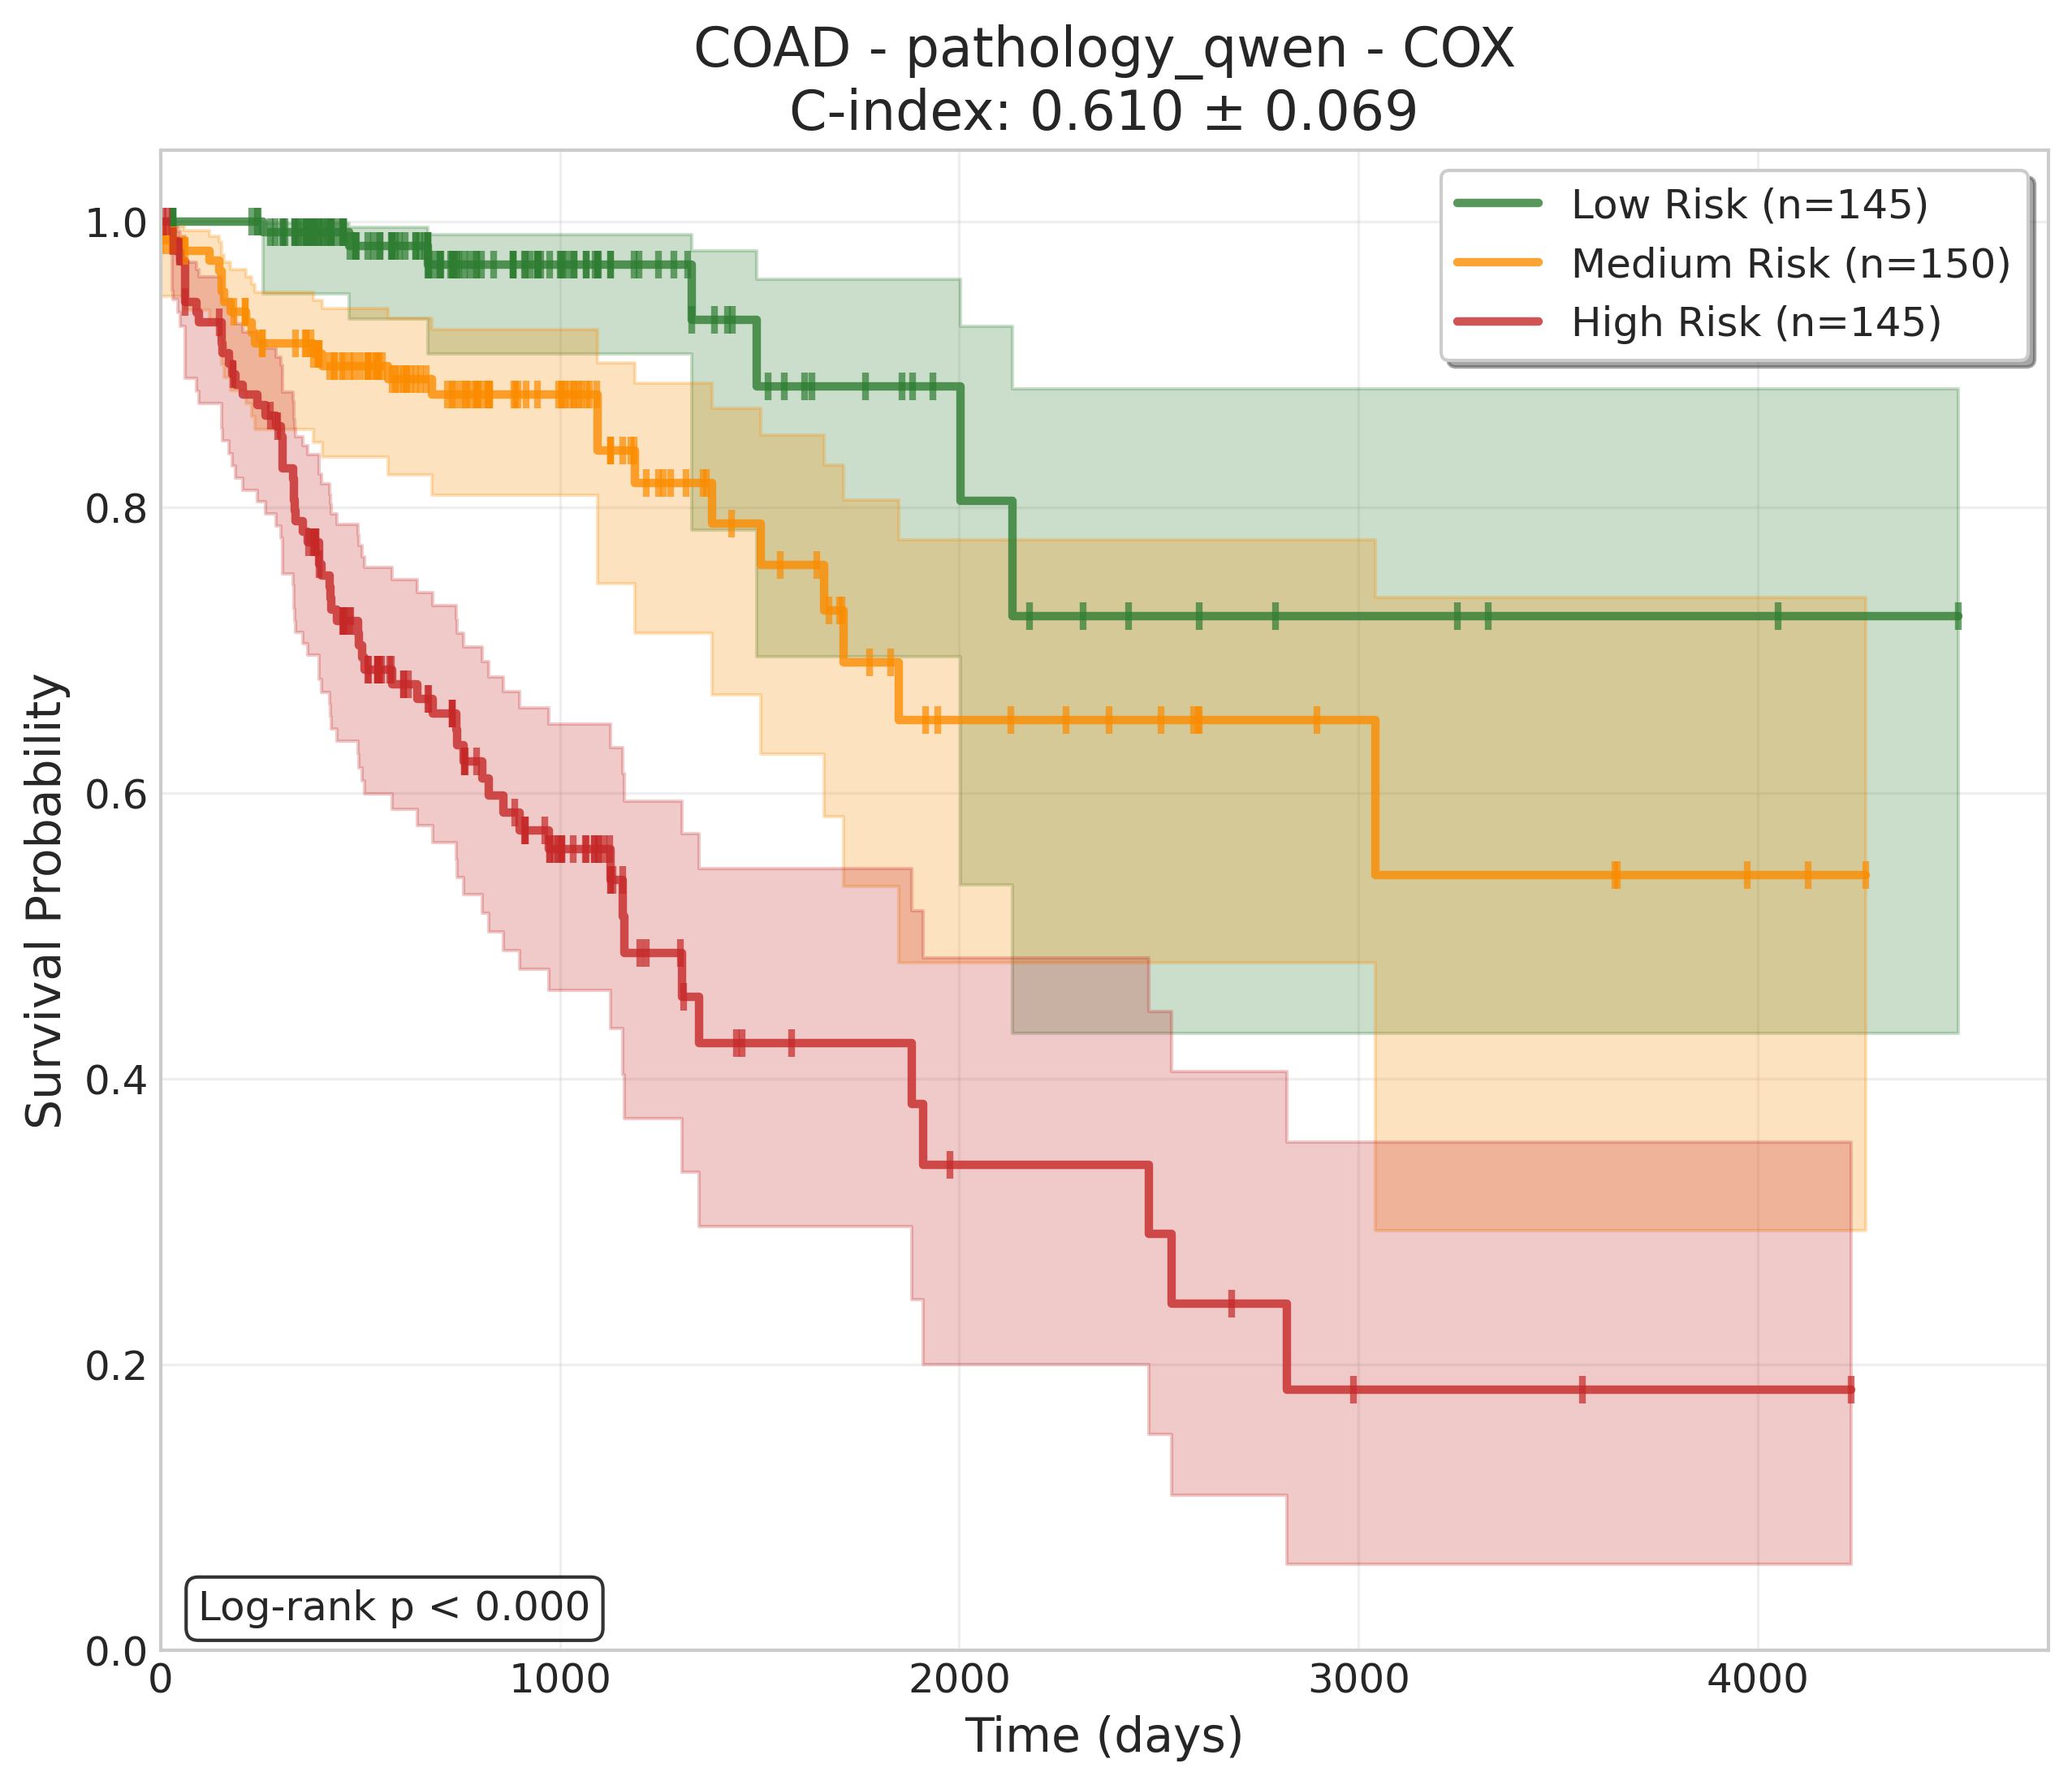 COAD - pathology_qwen - COX
C-index: 0.610 ± 0.069
Low Risk (n=145)
Medium Risk (n=150)
High Risk (n=145)
Survival Probability
1.0
0.8
0.6
0.4
0.2
0.0
Log-rank p < 0.000
0 1000 2000 3000 4000
Time (days)